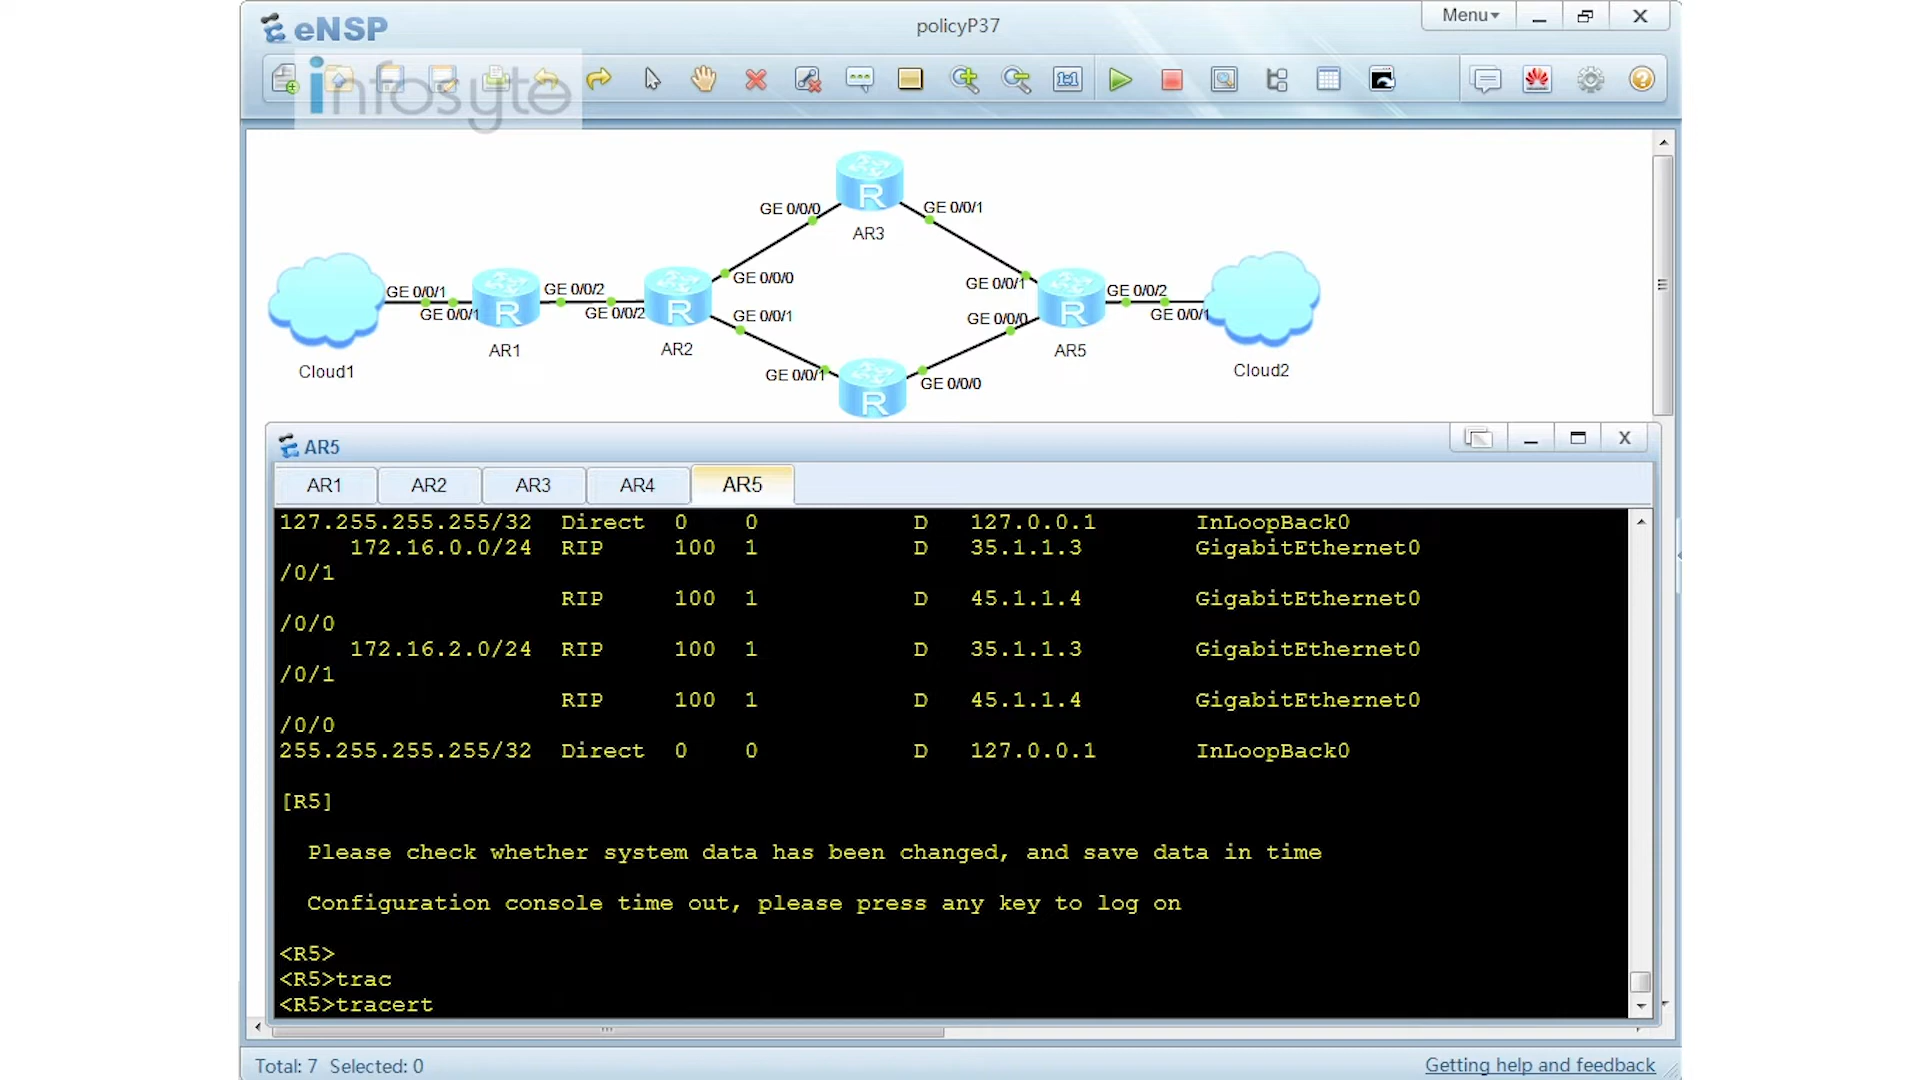 eNSP
policyP37
Menu
infosyte
GE 0/0/0
GE 0/0/1
AR3
GE 0/0/0
GE 0/0/1
GE 0/0/1
GE 0/0/2
GE 0/0/2
GE 0/0/1
GE 0/0/2
GE 0/0/1
GE 0/0/1
GE 0/0/0
AR1
AR2
AR5
Cloud1
Cloud2
GE 0/0/1
GE 0/0/0
R
R
R
R
R
AR5
AR1 AR2 AR3 AR4 AR5
127.255.255.255/32 Direct 0 0 D 127.0.0.1 InLoopBack0
172.16.0.0/24 RIP 100 1 D 35.1.1.3 GigabitEthernet0
/0/1
RIP 100 1 D 45.1.1.4 GigabitEthernet0
/0/0
172.16.2.0/24 RIP 100 1 D 35.1.1.3 GigabitEthernet0
/0/1
RIP 100 1 D 45.1.1.4 GigabitEthernet0
/0/0
255.255.255.255/32 Direct 0 0 D 127.0.0.1 InLoopBack0
[R5]
Please check whether system data has been changed, and save data in time
Configuration console time out, please press any key to log on
<R5>
<R5>trac
<R5>tracert
Total: 7 Selected: 0
Getting help and feedback